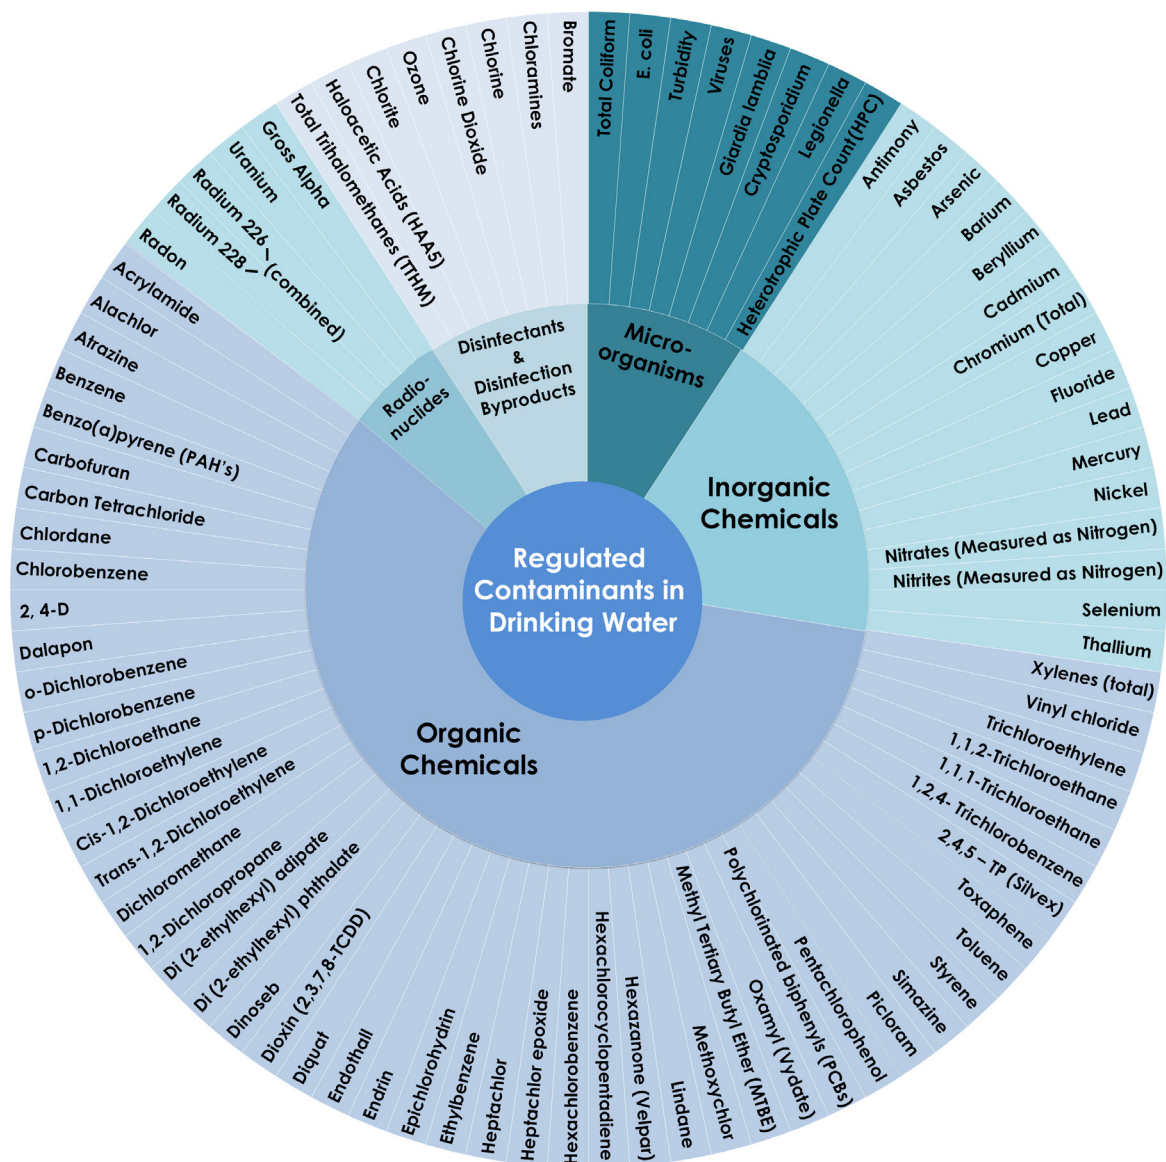 Regulated
Contaminants in
Drinking Water
Micro-
organisms
Total Coliform
E. coli
Turbidity
Viruses
Giardia lamblia
Cryptosporidium
Legionella
Heterotrophic Plate Count(HPC)
Inorganic
Chemicals
Antimony
Asbestos
Arsenic
Barium
Beryllium
Cadmium
Chromium (Total)
Copper
Fluoride
Lead
Mercury
Nickel
Nitrates (Measured as Nitrogen)
Nitrites (Measured as Nitrogen)
Selenium
Thallium
Organic
Chemicals
Xylenes (total)
Vinyl chloride
Trichloroethylene
1,1,2-Trichloroethane
1,1,1-Trichloroethane
1,2,4- Trichlorobenzene
2,4,5 – TP (Silvex)
Toxaphene
Toluene
Styrene
Simazine
Picloram
Pentachlorophenol
Polychlorinated biphenyls (PCBs)
Oxamyl (Vydate)
Methyl Tertiary Butyl Ether (MTBE)
Methoxychlor
Lindane
Hexazanone (Velpar)
Hexachlorocyclopentadiene
Hexachlorobenzene
Heptachlor epoxide
Heptachlor
Ethylbenzene
Epichlorohydrin
Endrin
Endothall
Diquat
Dioxin (2,3,7,8-TCDD)
Dinoseb
Di (2-ethylhexyl) phthalate
Di (2-ethylhexyl) adipate
1,2-Dichloropropane
Dichloromethane
Trans-1,2-Dichloroethylene
Cis-1,2-Dichloroethylene
1,1-Dichloroethylene
1,2-Dichloroethane
p-Dichlorobenzene
o-Dichlorobenzene
Dalapon
2, 4-D
Chlorobenzene
Chlordane
Carbon Tetrachloride
Carbofuran
Benzo(a)pyrene (PAH's)
Benzene
Atrazine
Alachlor
Acrylamide
Radio-
nuclides
Radon
Radium 228
Radium 226 (combined)
Uranium
Gross Alpha
Disinfectants
&
Disinfection
Byproducts
Total Trihalomethanes (TTHM)
Haloacetic Acids (HAA5)
Chlorite
Ozone
Chlorine Dioxide
Chlorine
Chloramines
Bromate